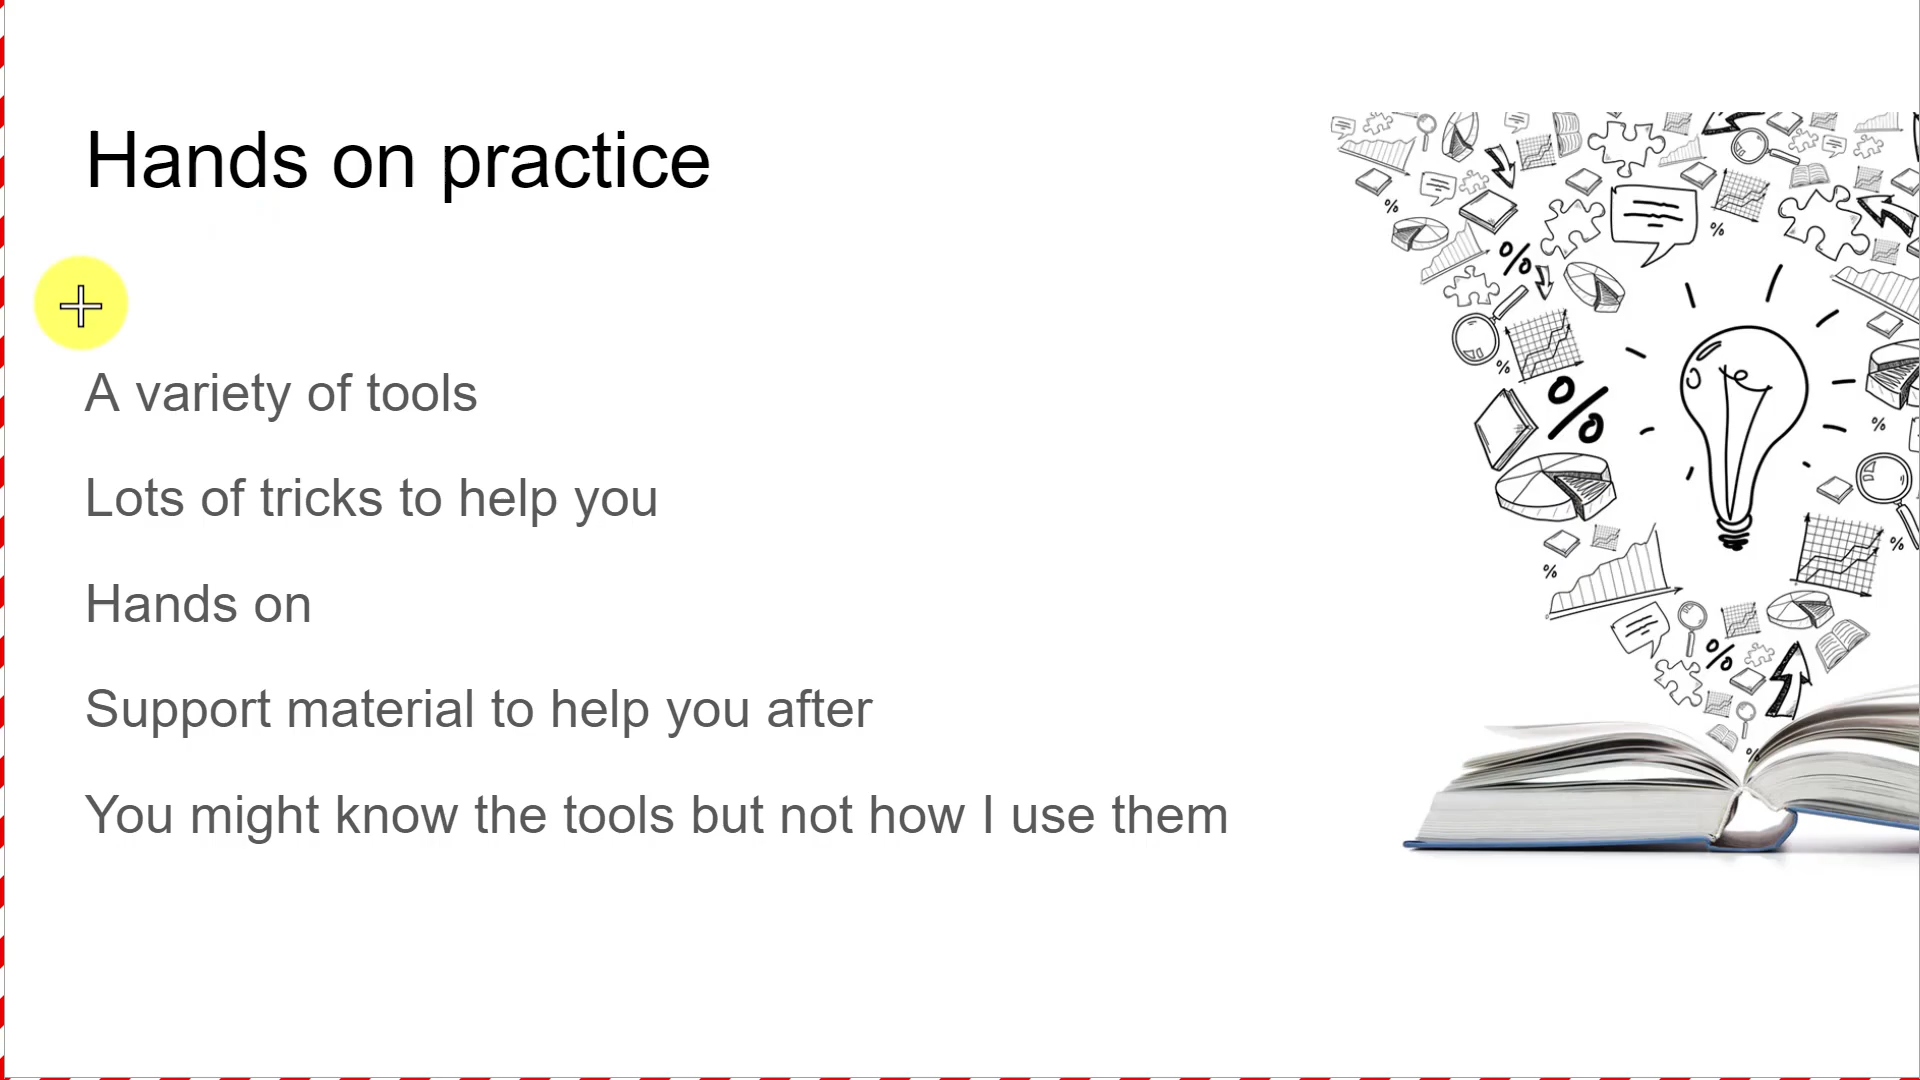 Hands on practice
A variety of tools
Lots of tricks to help you
Hands on
Support material to help you after
You might know the tools but not how I use them